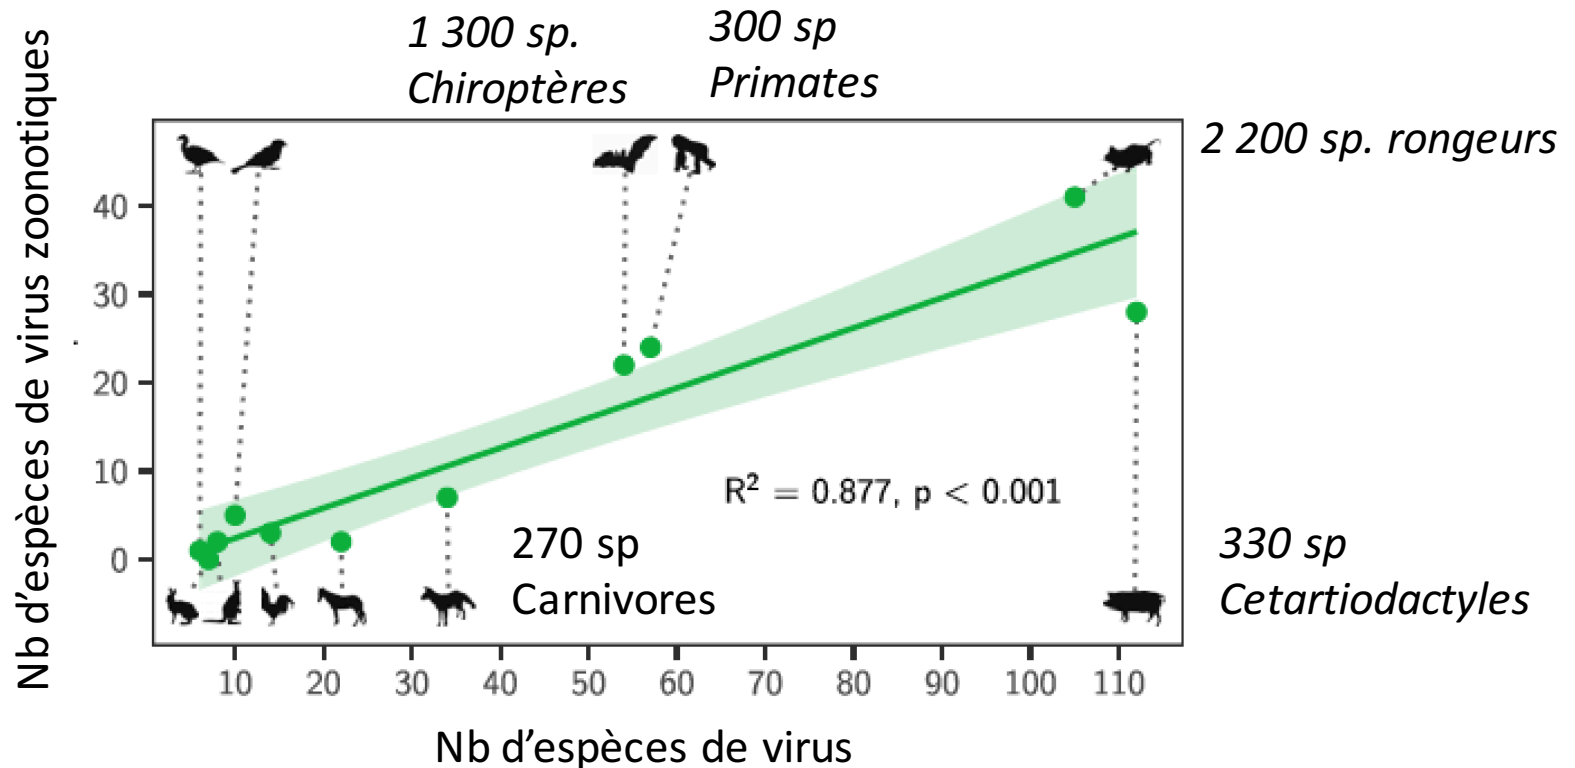 1 300 sp.
Chiroptères
300 sp
Primates
2 200 sp. rongeurs
Nb d'espèces de virus zoonotiques
40
30
20
10
0
R² = 0.877, p < 0.001
270 sp
Carnivores
330 sp
Cetartiodactyles
10 20 30 40 50 60 70 80 90 100 110
Nb d'espèces de virus